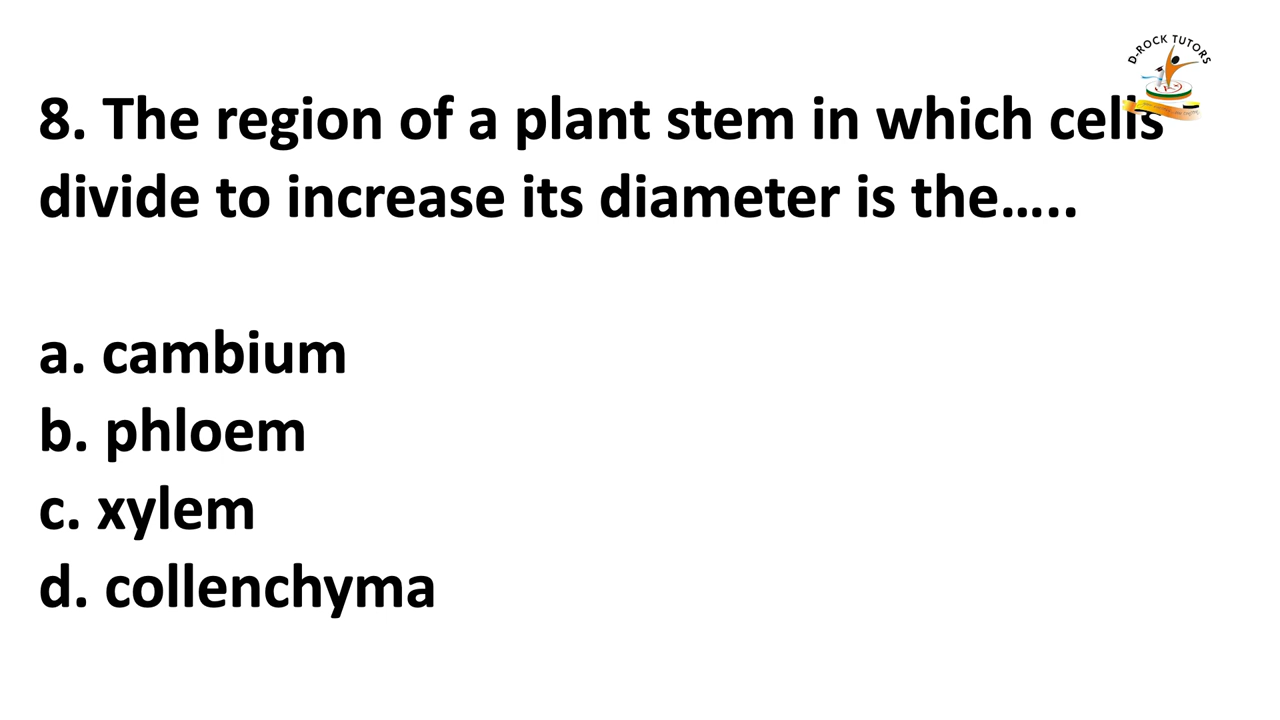 D-ROCK TUTORS
8. The region of a plant stem in which cells
divide to increase its diameter is the.....
a. cambium
b. phloem
c. xylem
d. collenchyma